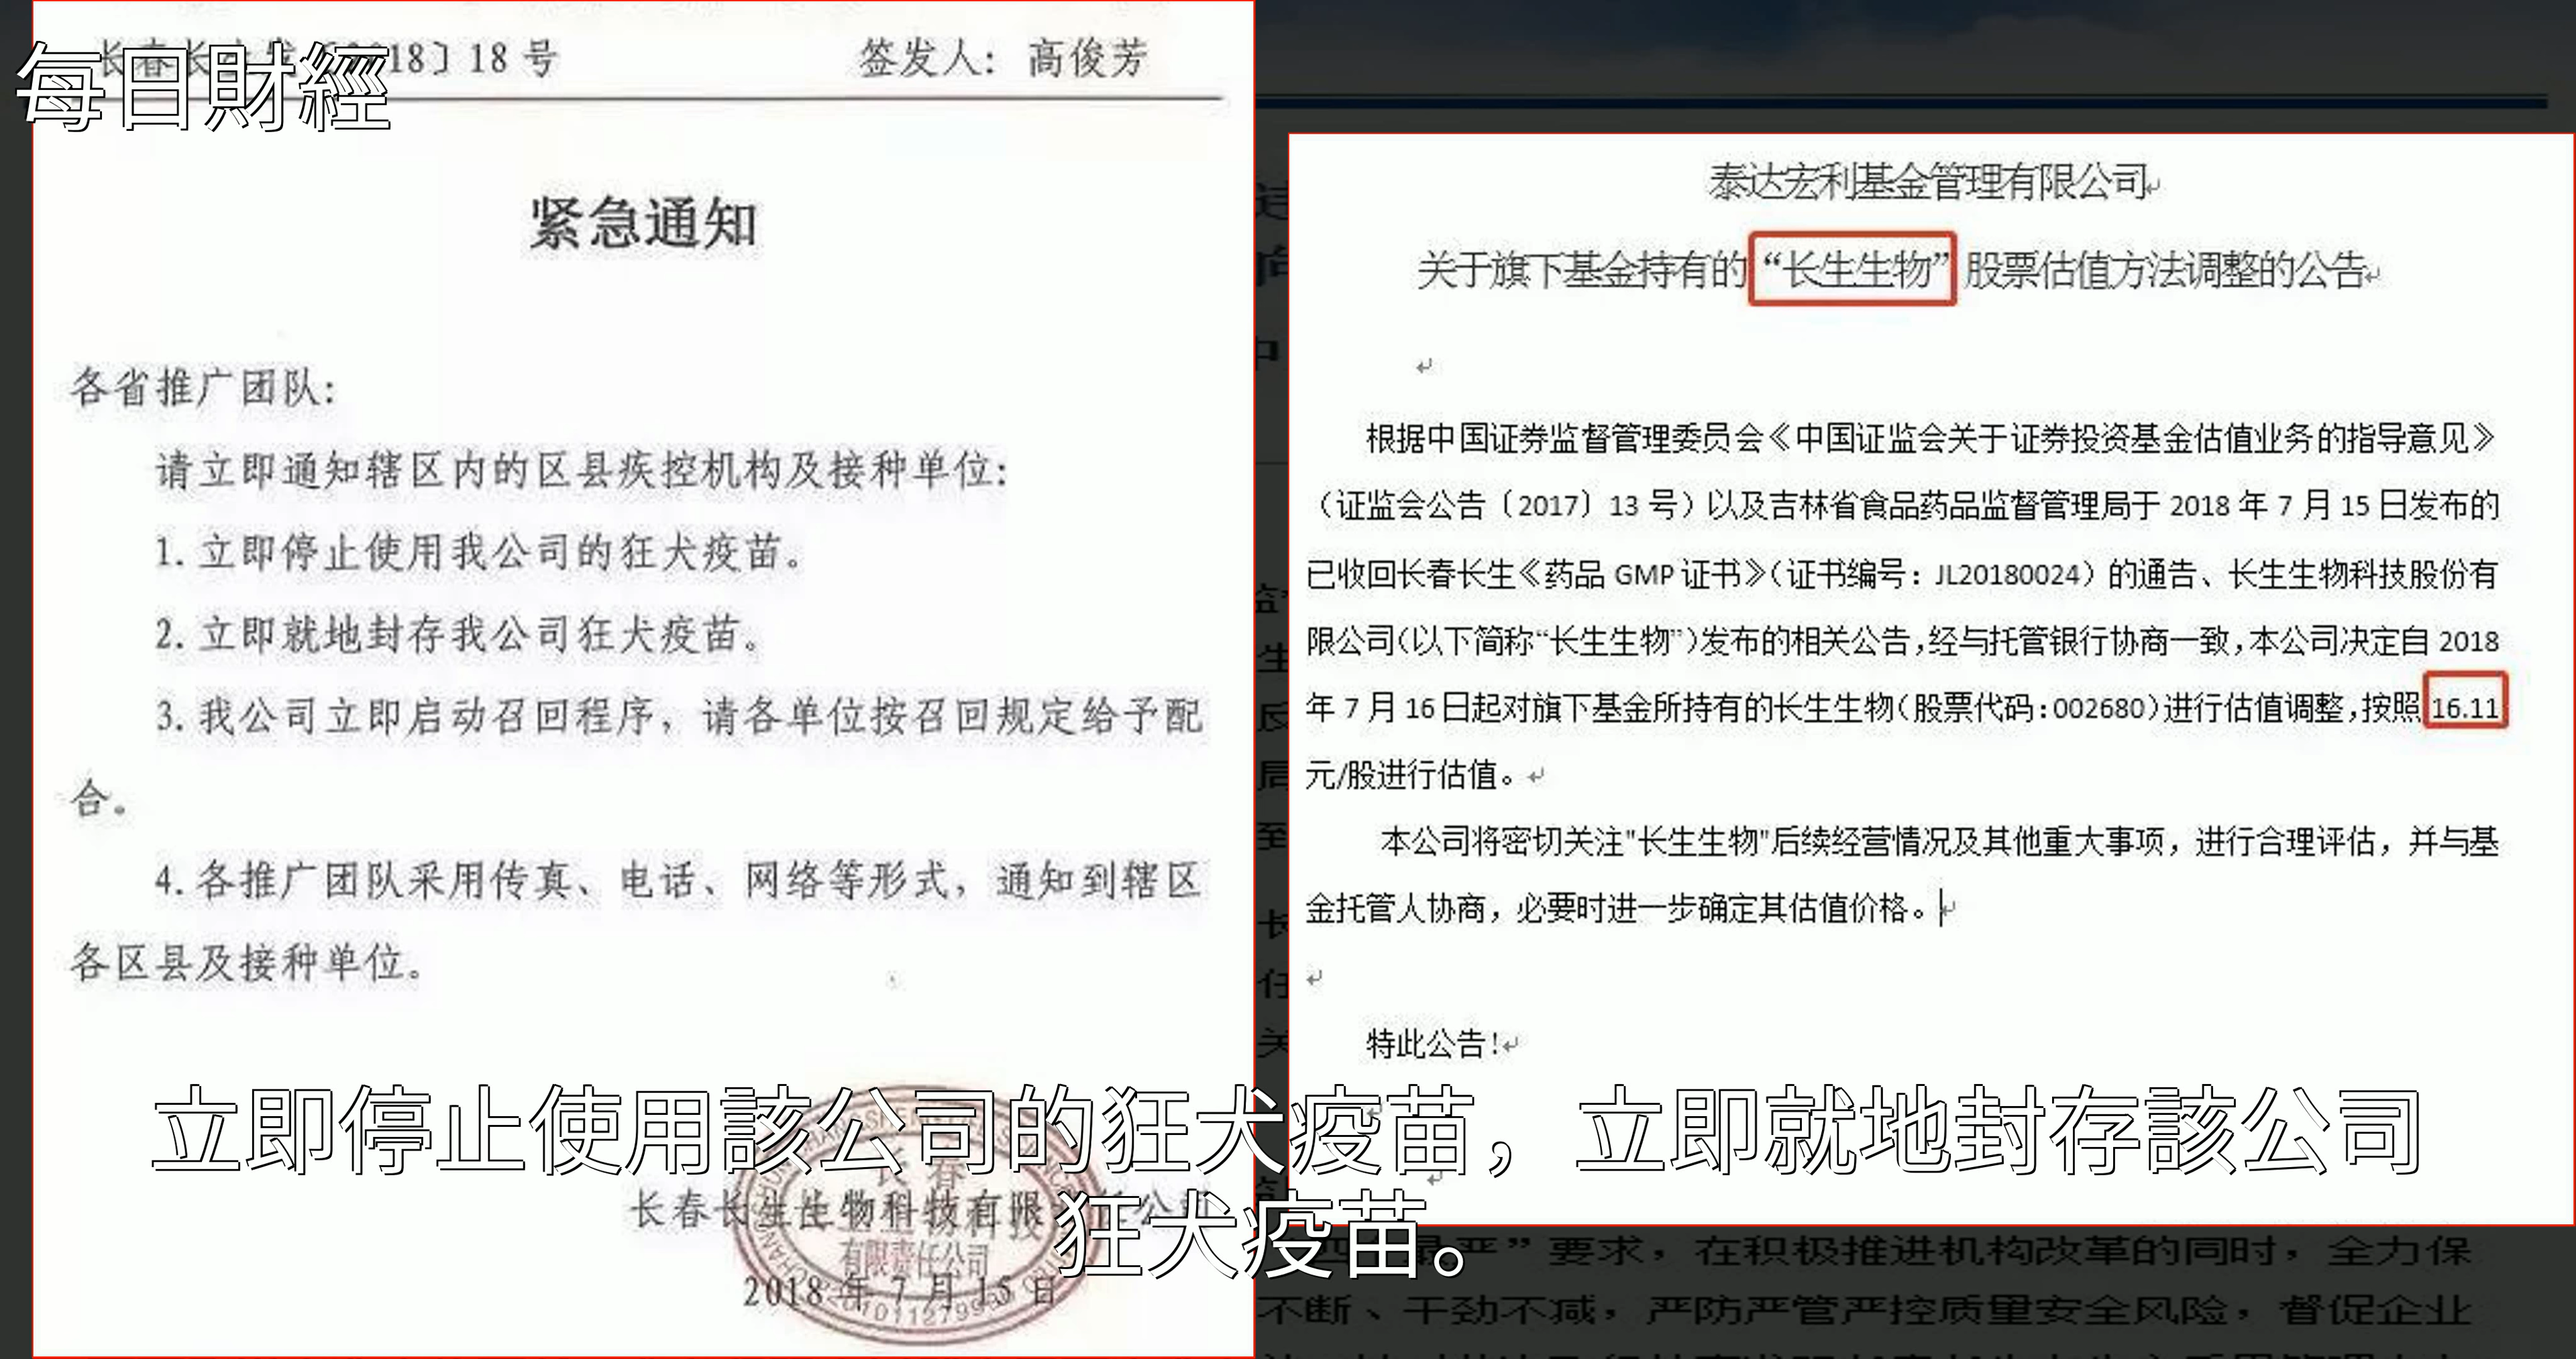 每日財經
18〕18号
签发人：高俊芳
紧急通知
各省推广团队：
请立即通知辖区内的区县疾控机构及接种单位：
1.立即停止使用我公司的狂犬疫苗。
2.立即就地封存我公司狂犬疫苗。
3.我公司立即启动召回程序，请各单位按召回规定给予配
合。
4.各推广团队采用传真、电话、网络等形式，通知到辖区
各区县及接种单位。
长春长生生物科技有限
有限责任公司
2018年7月15日
泰达宏利基金管理有限公司
关于旗下基金持有的“长生生物”股票估值方法调整的公告
根据中国证券监督管理委员会《中国证监会关于证券投资基金估值业务的指导意见》
（证监会公告〔2017〕13号）以及吉林省食品药品监督管理局于2018年7月15日发布的
已收回长春长生《药品GMP证书》（证书编号：JL20180024）的通告、长生生物科技股份有
限公司（以下简称“长生生物”）发布的相关公告，经与托管银行协商一致，本公司决定自2018
年7月16日起对旗下基金所持有的长生生物（股票代码：002680）进行估值调整，按照16.11
元/股进行估值。
本公司将密切关注"长生生物"后续经营情况及其他重大事项，进行合理评估，并与基
金托管人协商，必要时进一步确定其估值价格。
特此公告！
立即停止使用該公司的狂犬疫苗，立即就地封存該公司
狂犬疫苗。
严”要求，在积极推进机构改革的同时，全力保
不断、干劲不减，严防严管严控质量安全风险，督促企业